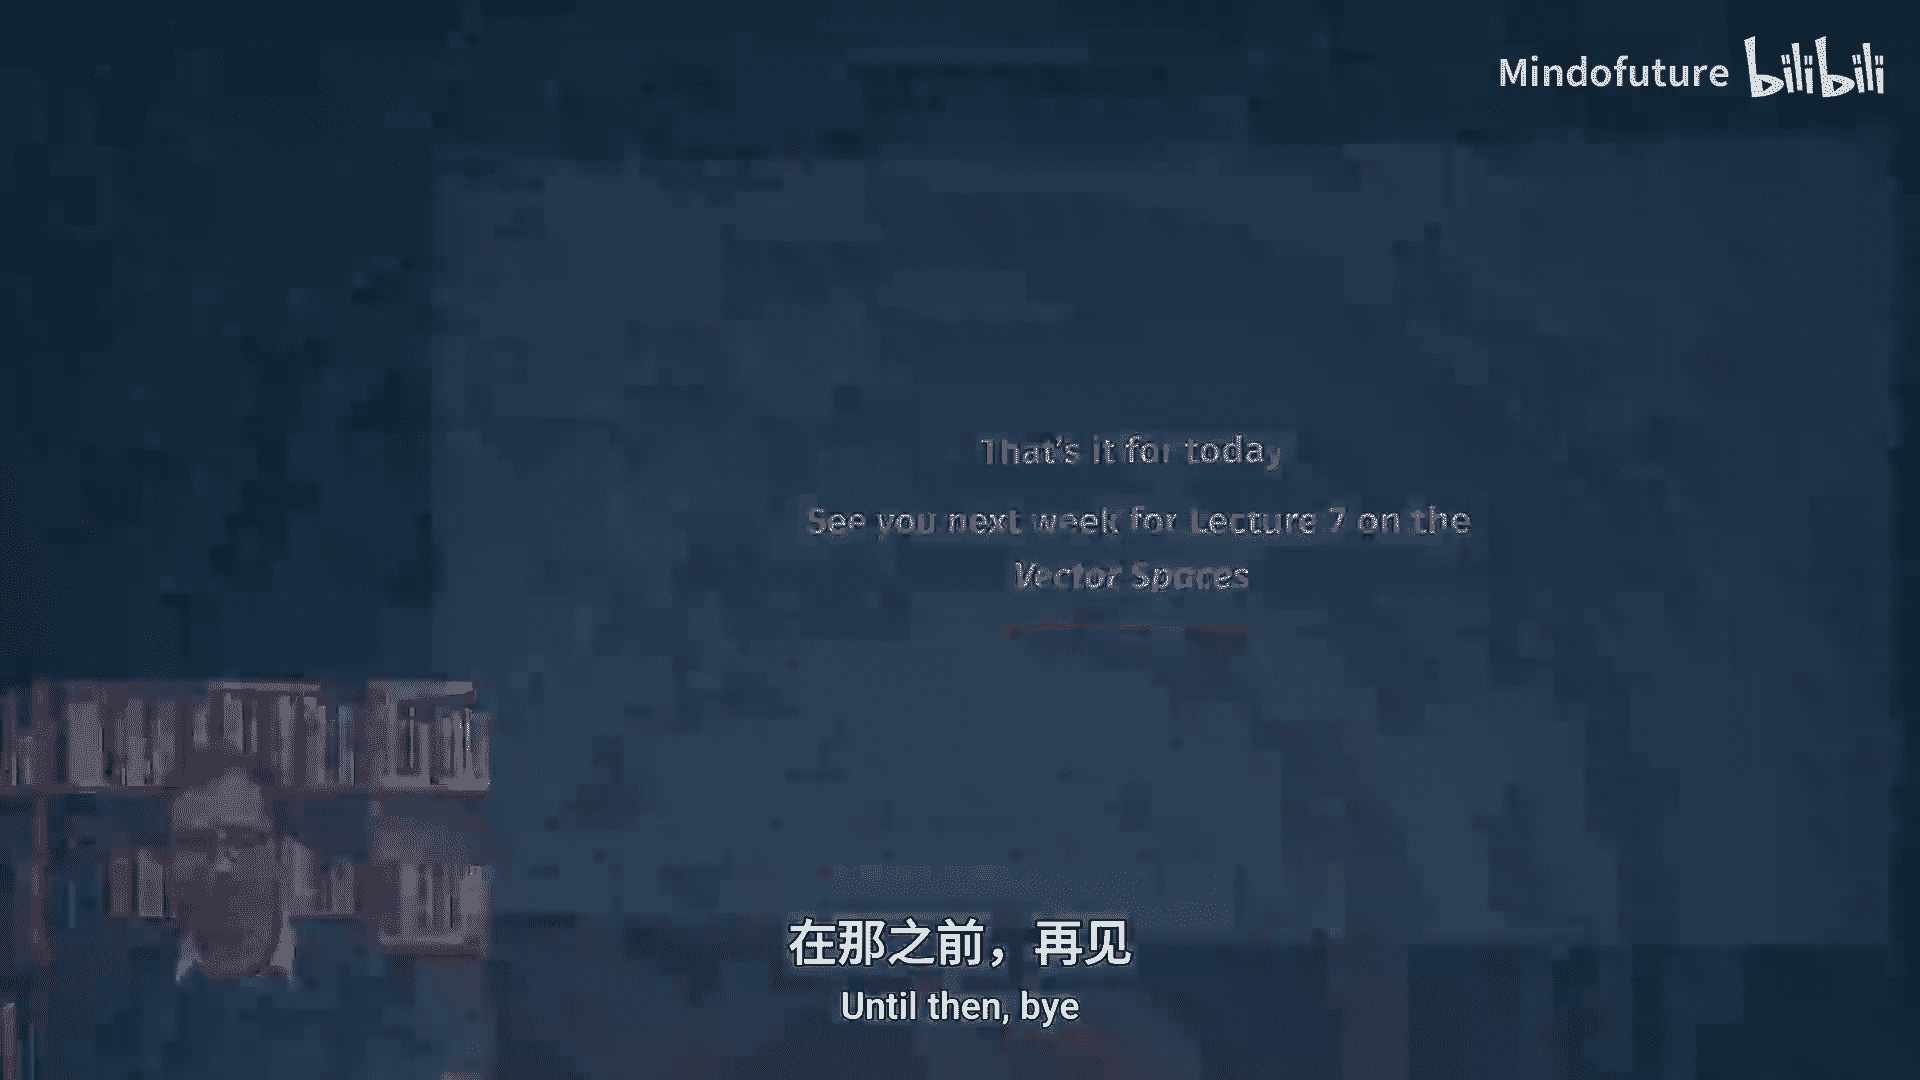 Mindofuture bilibili
That's it for today
See you next week for Lecture 7 on the
Vector Spaces
在那之前，再见
Until then, bye